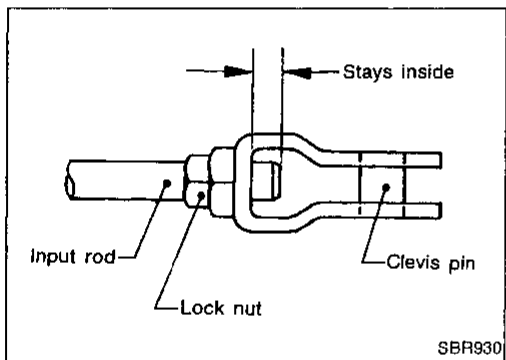 Stays inside
Input rod
Clevis pin
Lock nut
SBR930